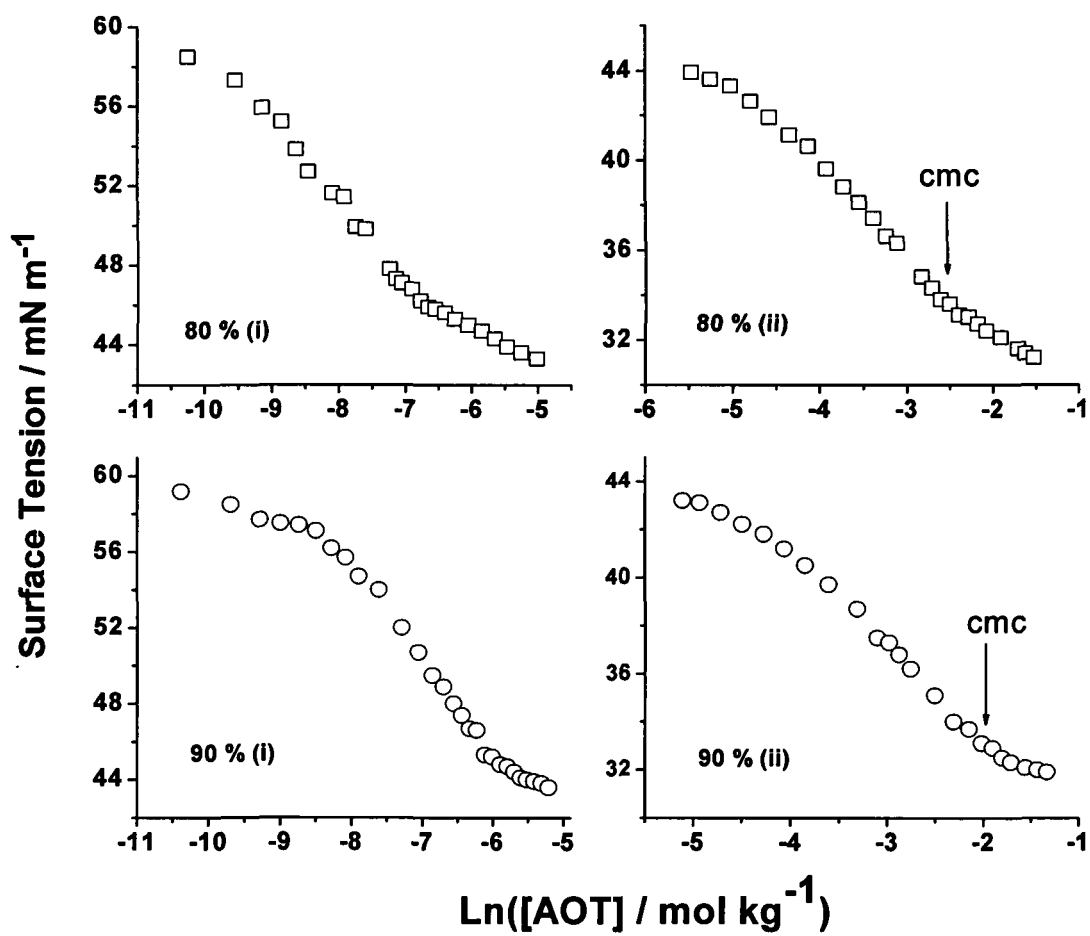 Surface Tension / mN m-1
60
56
52
48
44
80 % (i)
-11 -10 -9 -8 -7 -6 -5
44
40
36
32
cmc
80 % (ii)
-6 -5 -4 -3 -2 -1
60
56
52
48
44
90 % (i)
-11 -10 -9 -8 -7 -6 -5
44
40
36
32
cmc
90 % (ii)
-5 -4 -3 -2 -1
Ln([AOT] / mol kg-1)